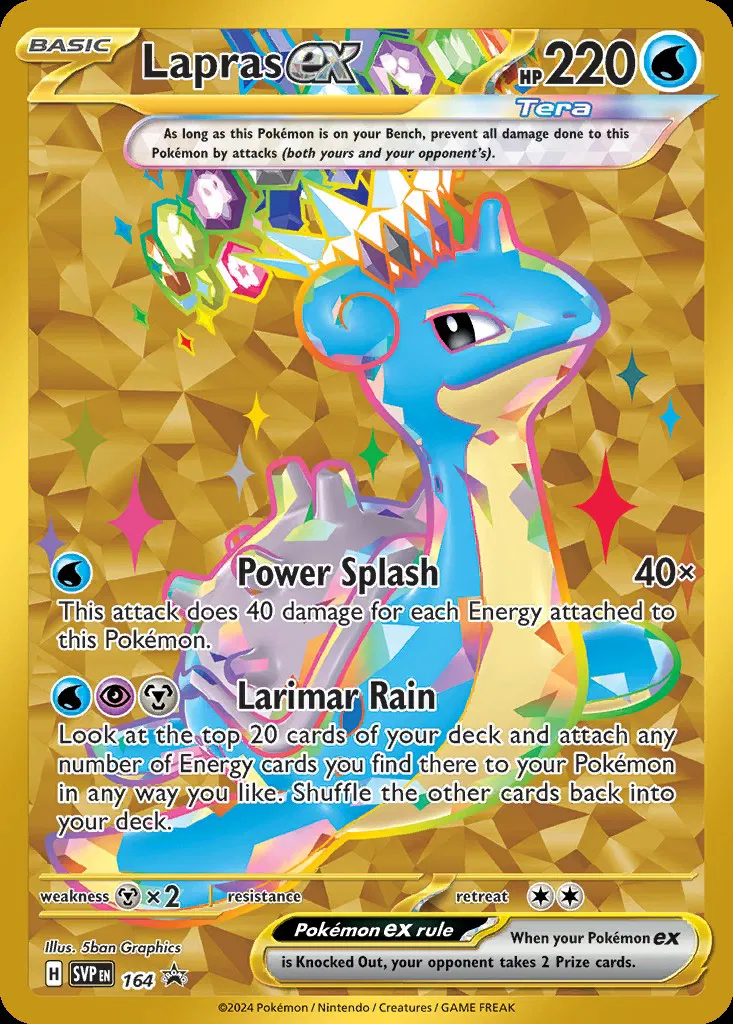 BASIC
Lapras ex
HP 220
Tera
As long as this Pokémon is on your Bench, prevent all damage done to this
Pokémon by attacks (both yours and your opponent's).
Power Splash 40×
This attack does 40 damage for each Energy attached to
this Pokémon.
Larimar Rain
Look at the top 20 cards of your deck and attach any
number of Energy cards you find there to your Pokémon
in any way you like. Shuffle the other cards back into
your deck.
weakness ×2 resistance retreat
Pokémon ex rule
When your Pokémon ex
is Knocked Out, your opponent takes 2 Prize cards.
Illus. 5ban Graphics
H SVP EN 164
©2024 Pokémon / Nintendo / Creatures / GAME FREAK